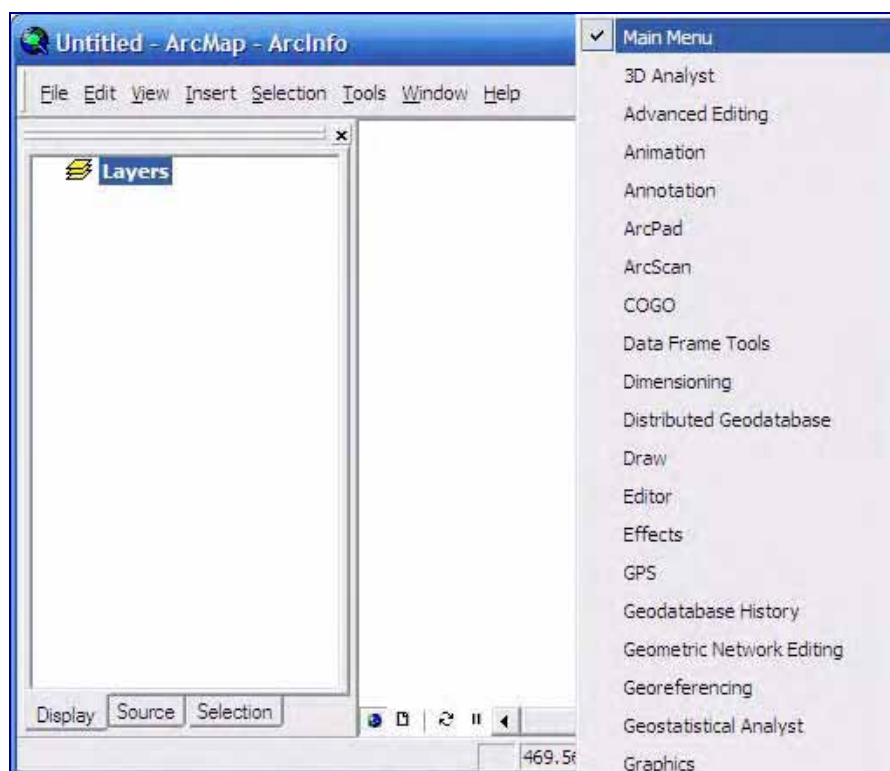 Untitled - ArcMap - ArcInfo
File Edit View Insert Selection Tools Window Help
Layers
Display Source Selection
469.56
Main Menu
3D Analyst
Advanced Editing
Animation
Annotation
ArcPad
ArcScan
COGO
Data Frame Tools
Dimensioning
Distributed Geodatabase
Draw
Editor
Effects
GPS
Geodatabase History
Geometric Network Editing
Georeferencing
Geostatistical Analyst
Graphics